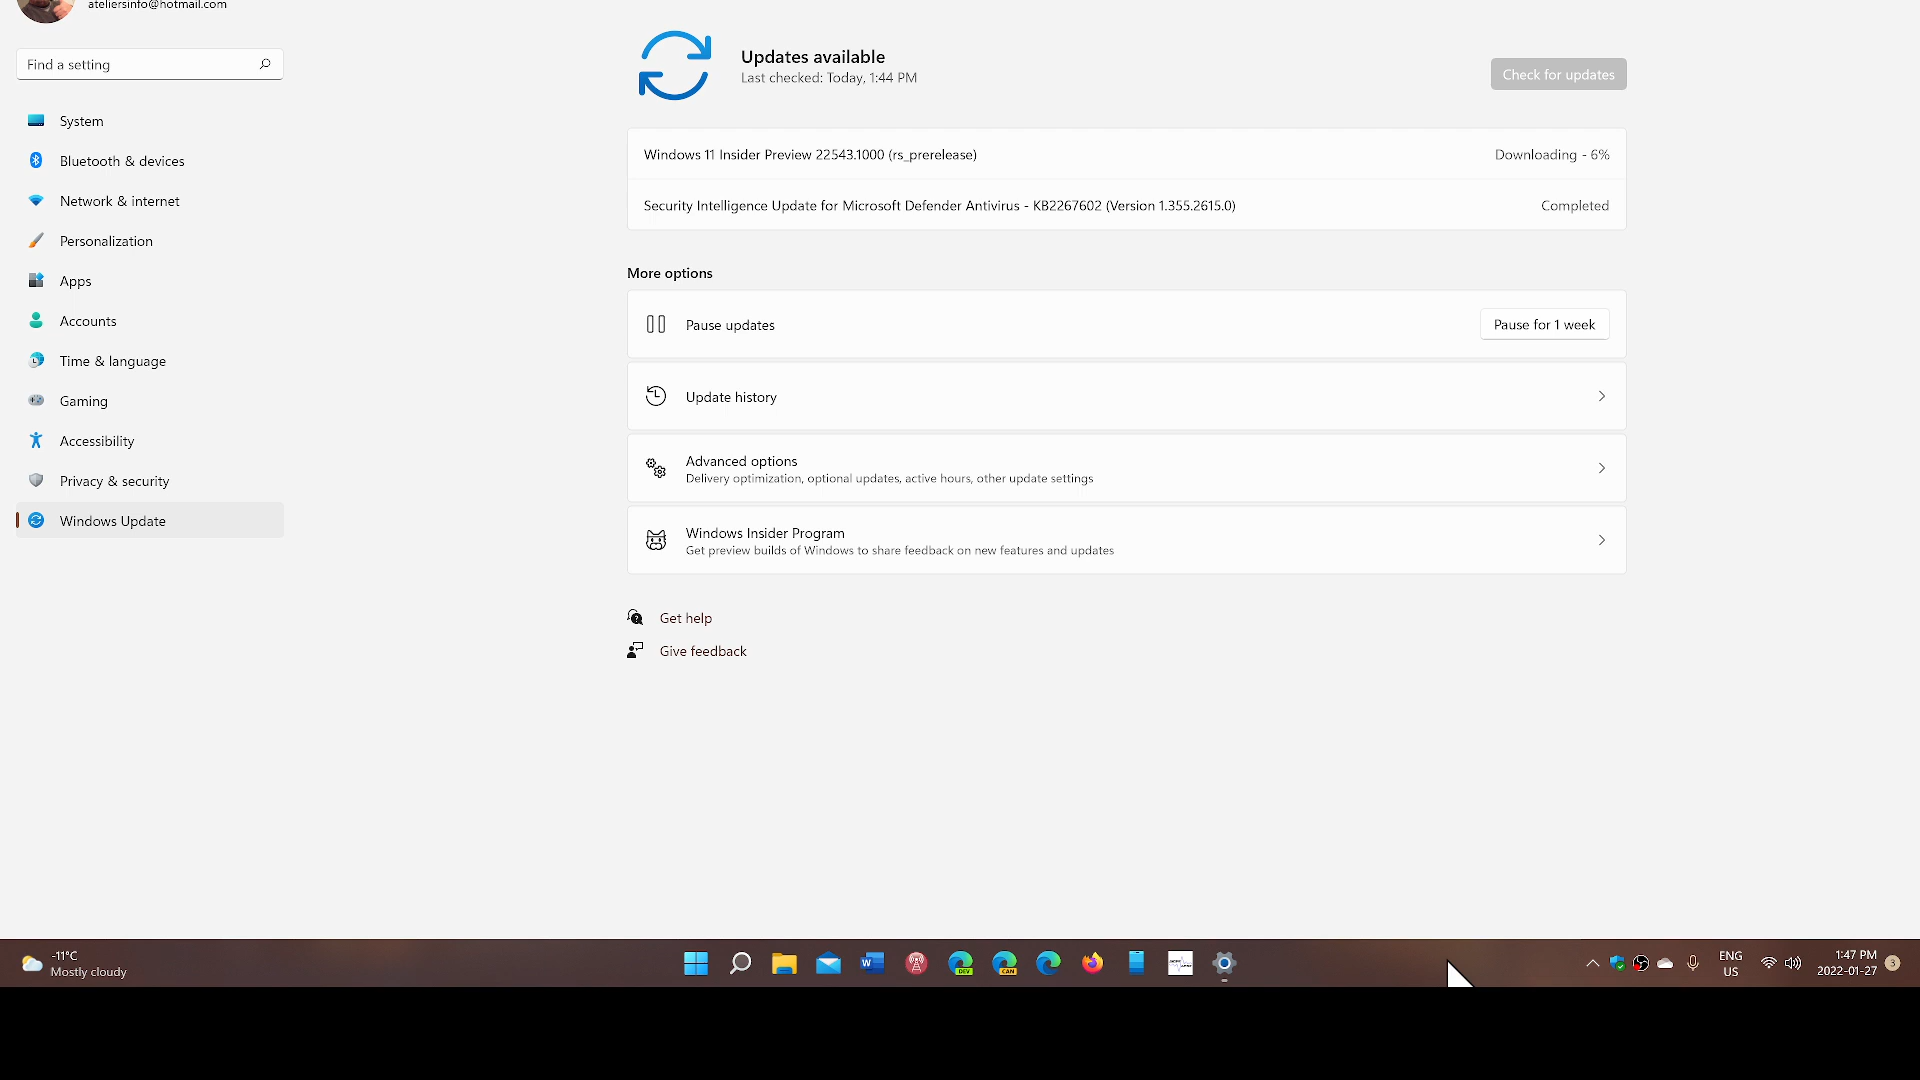 ateliersinfo@hotmail.com
Find a setting
System
Bluetooth & devices
Network & internet
Personalization
Apps
Accounts
Time & language
Gaming
Accessibility
Privacy & security
Windows Update
Updates available
Last checked: Today, 1:44 PM
Check for updates
Windows 11 Insider Preview 22543.1000 (rs_prerelease)
Downloading - 6%
Security Intelligence Update for Microsoft Defender Antivirus - KB2267602 (Version 1.355.2615.0)
Completed
More options
Pause updates
Pause for 1 week
Update history
Advanced options
Delivery optimization, optional updates, active hours, other update settings
Windows Insider Program
Get preview builds of Windows to share feedback on new features and updates
Get help
Give feedback
-11°C
Mostly cloudy
W
DEV
CAN
ENG
US
1:47 PM
2022-01-27
3